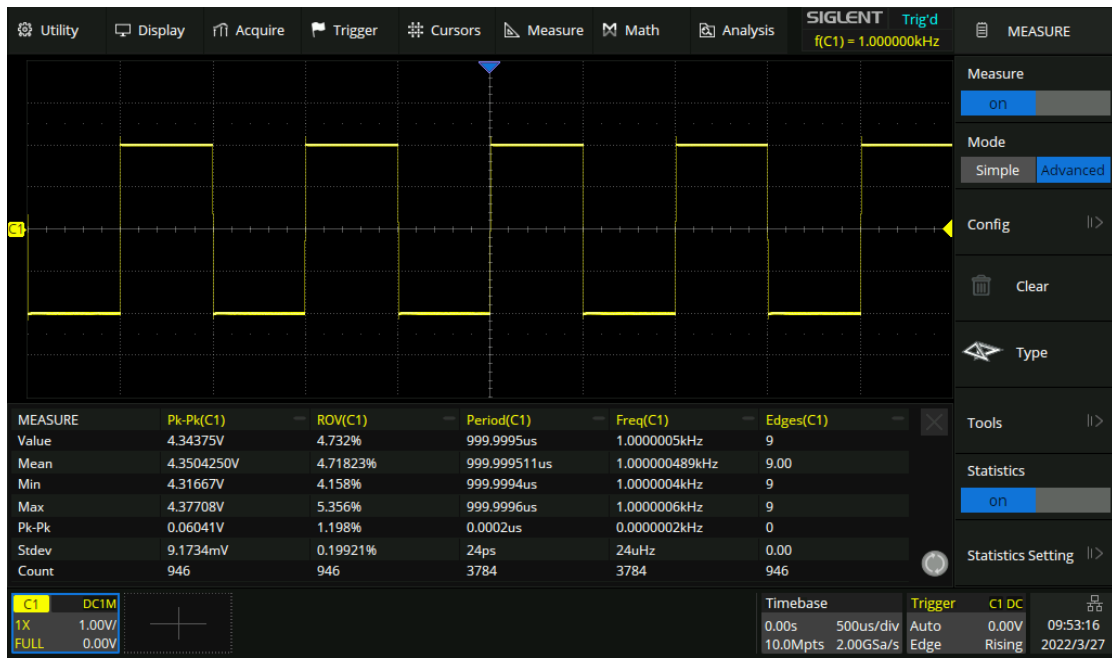 Utility Display Acquire Trigger Cursors Measure Math Analysis SIGLENT Trig'd MEASURE
f(C1) = 1.000000kHz
Measure
on
Mode
Simple Advanced
C1
Config
Clear
Type
MEASURE Pk-Pk(C1) ROV(C1) Period(C1) Freq(C1) Edges(C1)
Tools
Value 4.34375V 4.732% 999.9995us 1.0000005kHz 9
Mean 4.3504250V 4.71823% 999.999511us 1.000000489kHz 9.00
Statistics
Min 4.31667V 4.158% 999.9994us 1.0000004kHz 9
on
Max 4.37708V 5.356% 999.9996us 1.0000006kHz 9
Pk-Pk 0.06041V 1.198% 0.0002us 0.0000002kHz 0
Stdev 9.1734mV 0.19921% 24ps 24uHz 0.00
Statistics Setting
Count 946 946 3784 3784 946
C1 DC1M Timebase Trigger C1 DC
1X 1.00V/ 0.00s 500us/div Auto 0.00V 09:53:16
FULL 0.00V 10.0Mpts 2.00GSa/s Edge Rising 2022/3/27